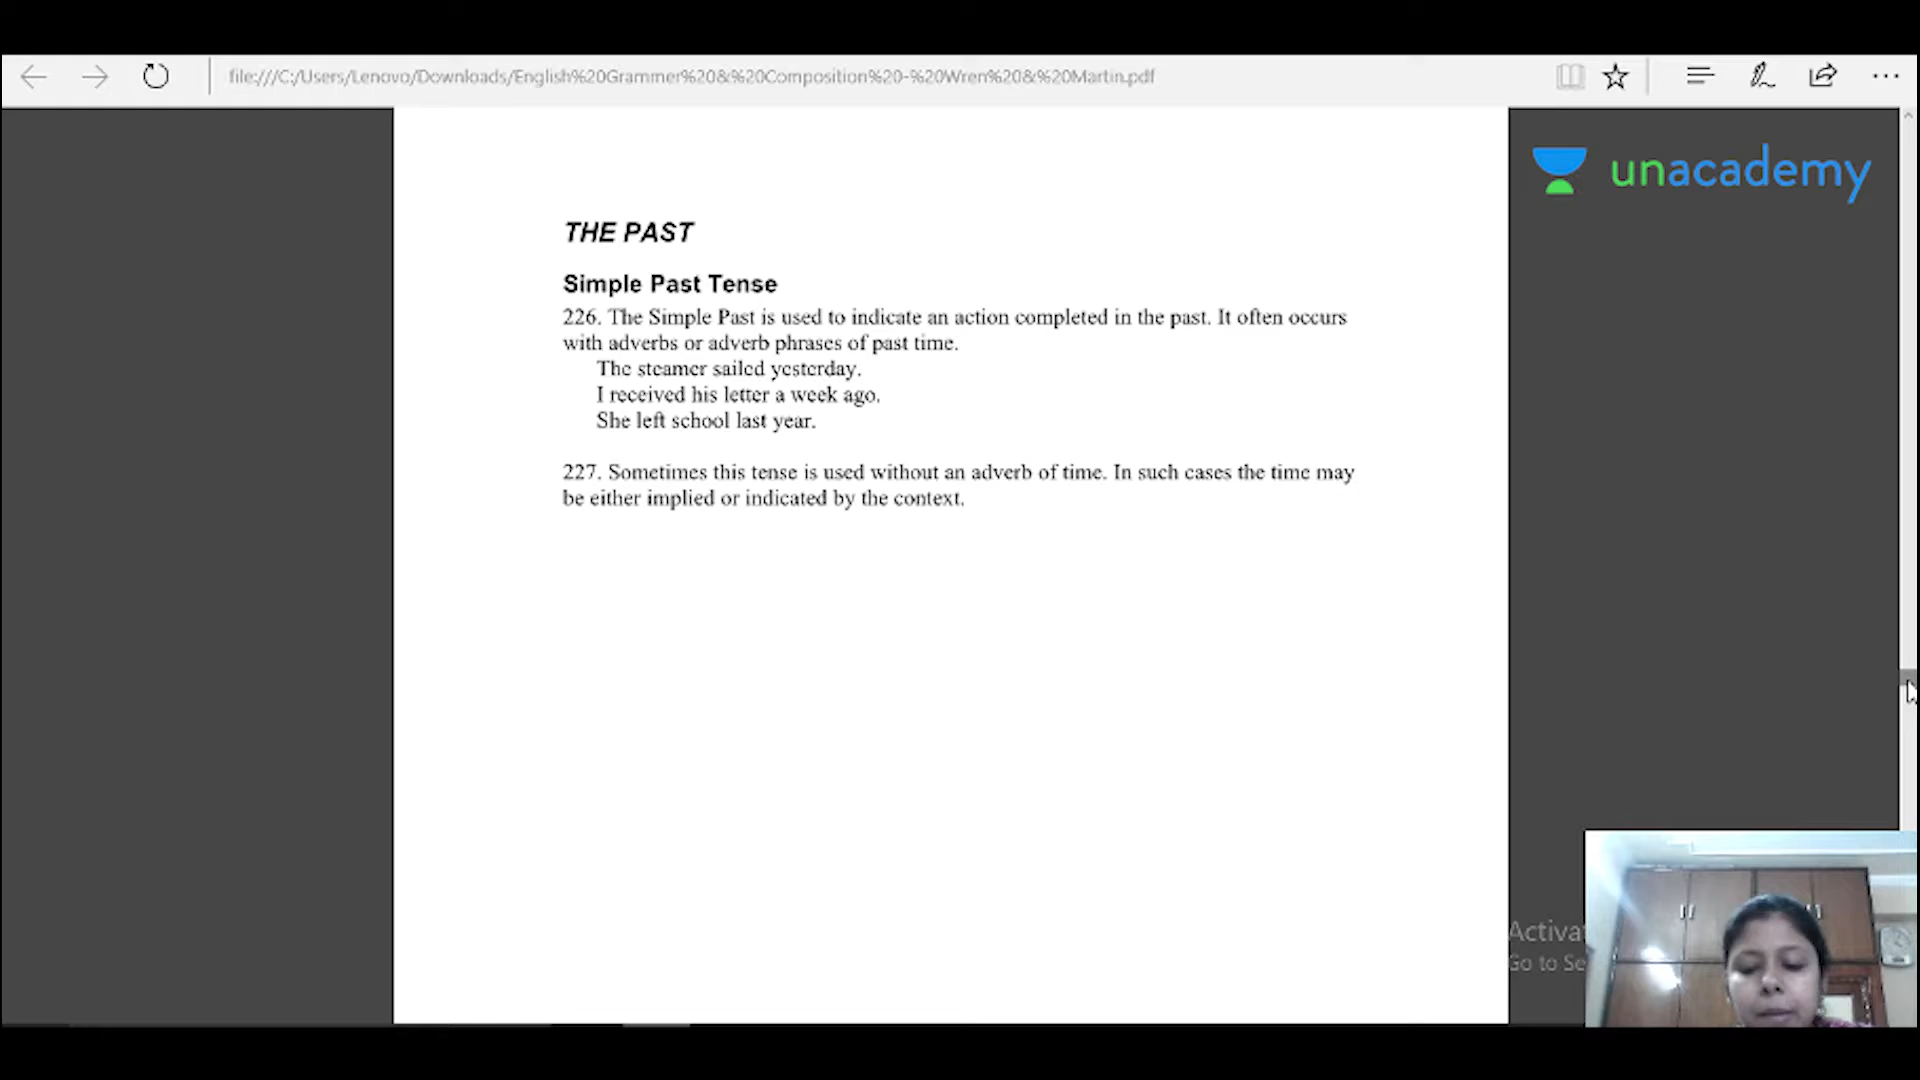 file:///C:/Users/Lenovo/Downloads/English%20Grammer%20&%20Composition%20-%20Wren%20&%20Martin.pdf
unacademy
THE PAST
Simple Past Tense
226. The Simple Past is used to indicate an action completed in the past. It often occurs
with adverbs or adverb phrases of past time.
The steamer sailed yesterday.
I received his letter a week ago.
She left school last year.
227. Sometimes this tense is used without an adverb of time. In such cases the time may
be either implied or indicated by the context.
Go to